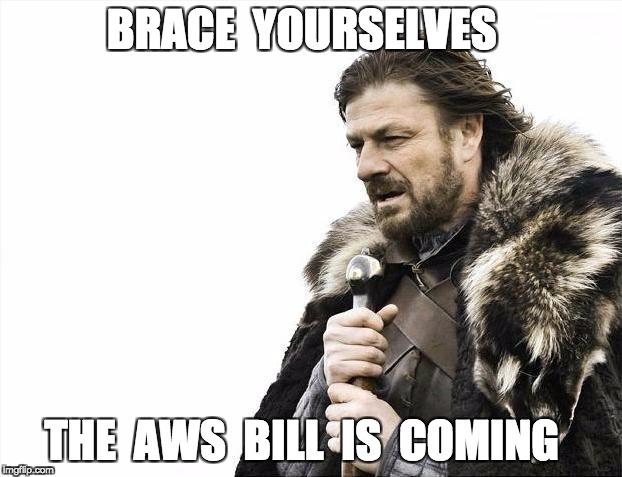 BRACE YOURSELVES
THE AWS BILL IS COMING
imgflip.com